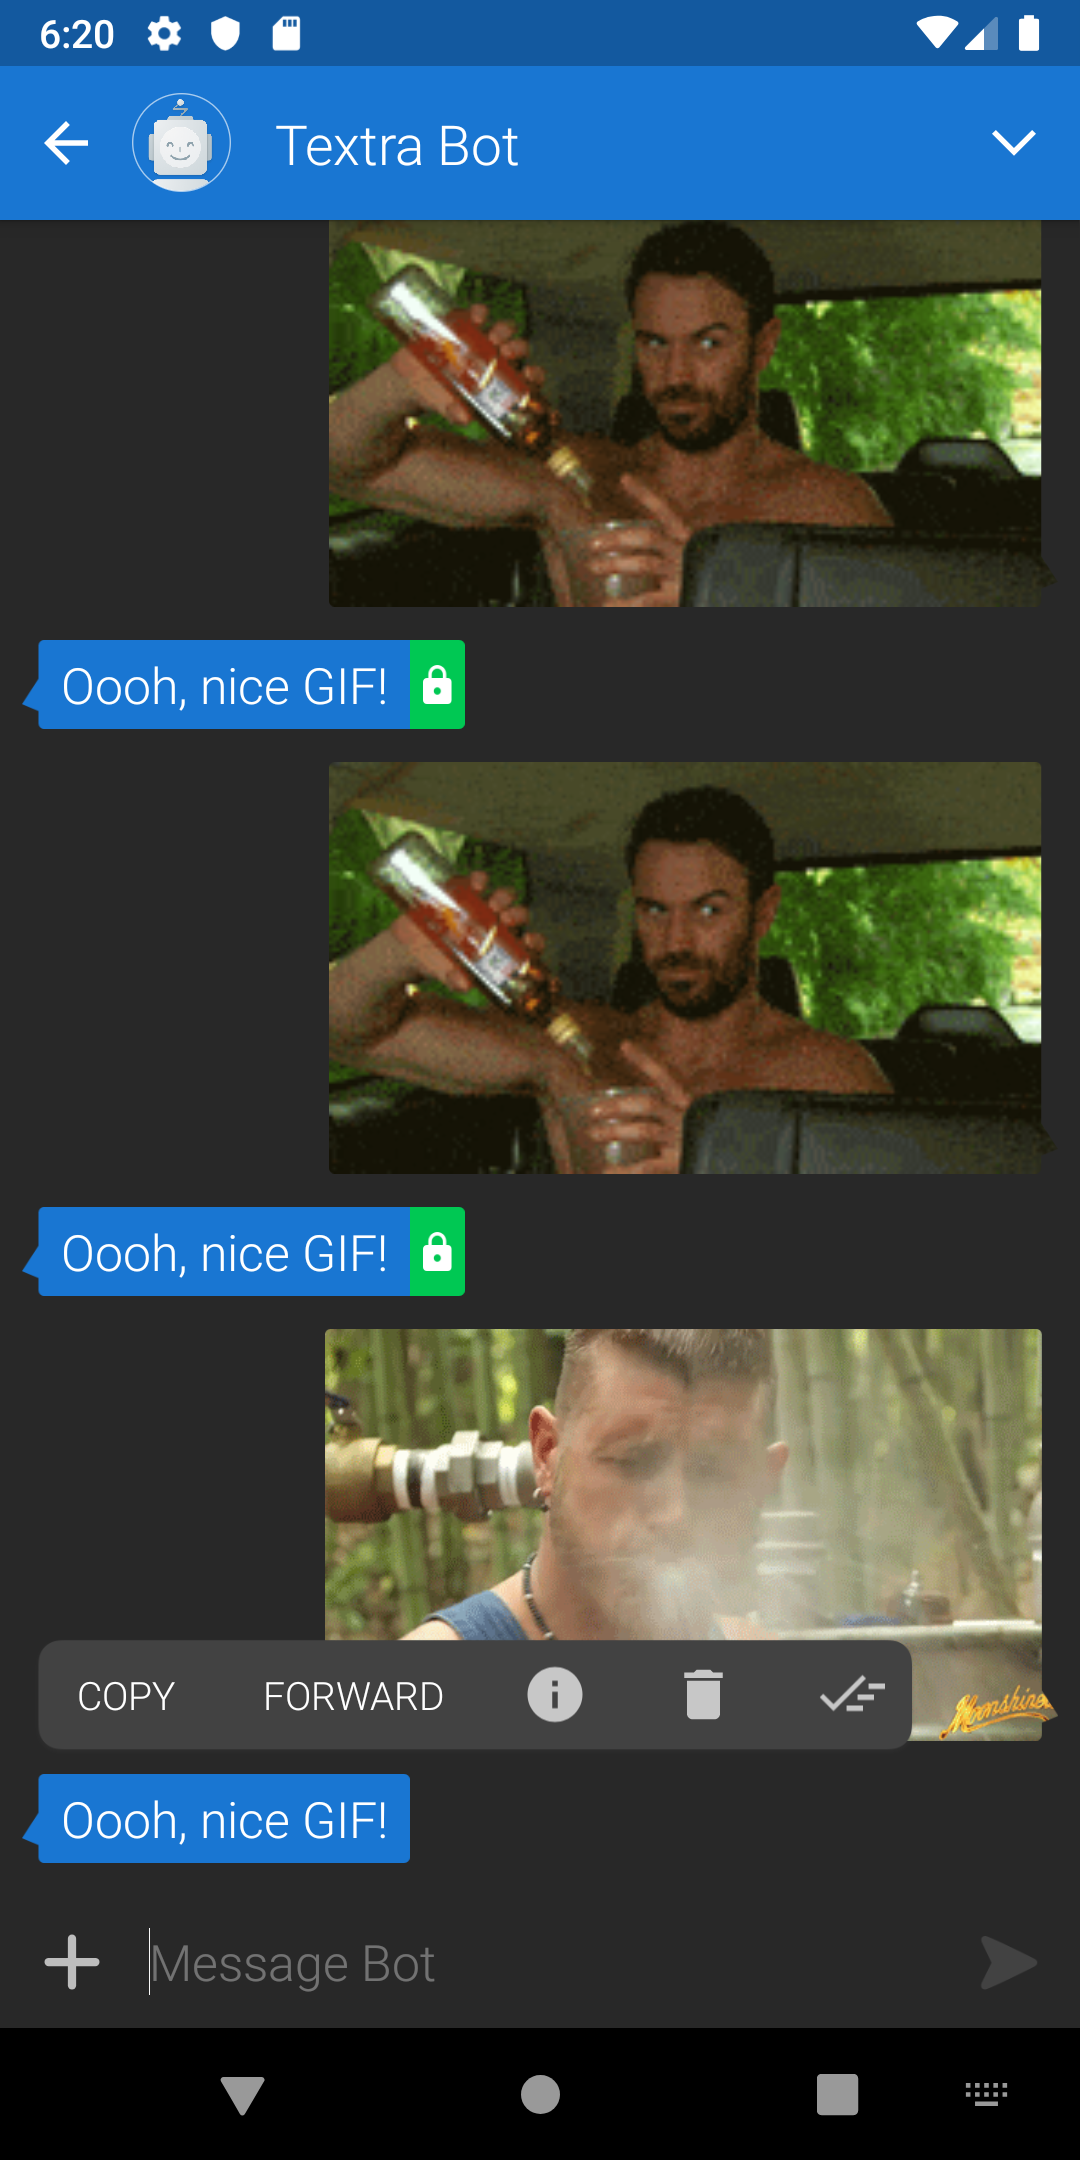 6:20
Textra Bot
Oooh, nice GIF!
Oooh, nice GIF!
COPY FORWARD
Moonshiners
Oooh, nice GIF!
Message Bot